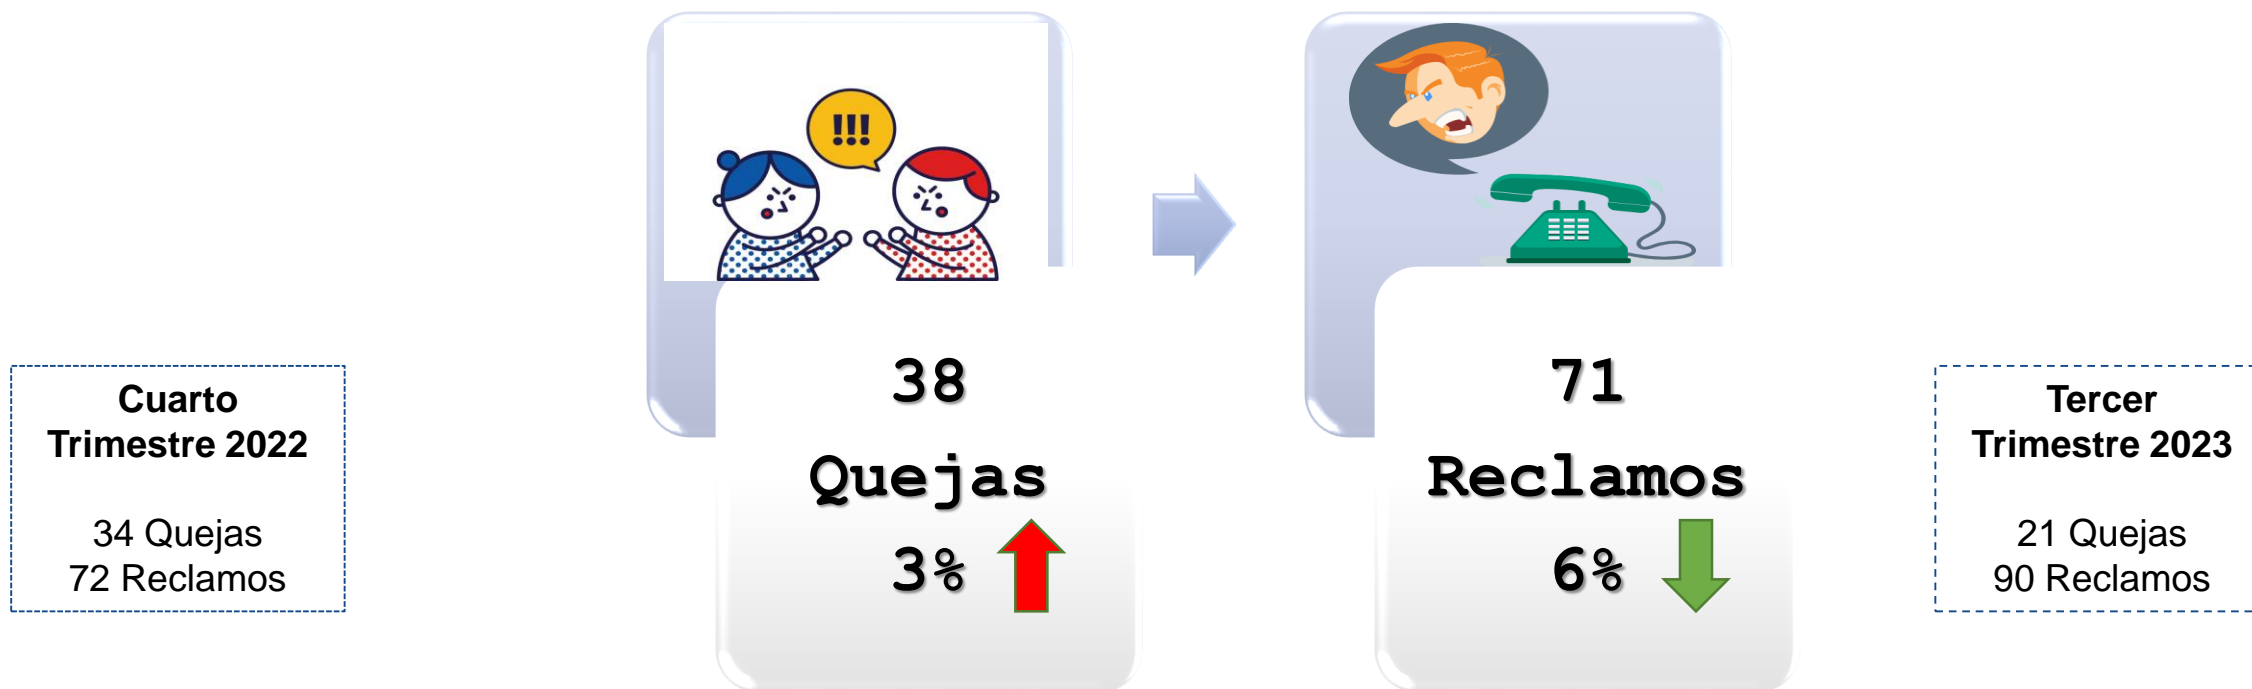 !!!
Cuarto
Trimestre 2022
34 Quejas
72 Reclamos
38
Quejas
3%
71
Reclamos
6%
Tercer
Trimestre 2023
21 Quejas
90 Reclamos